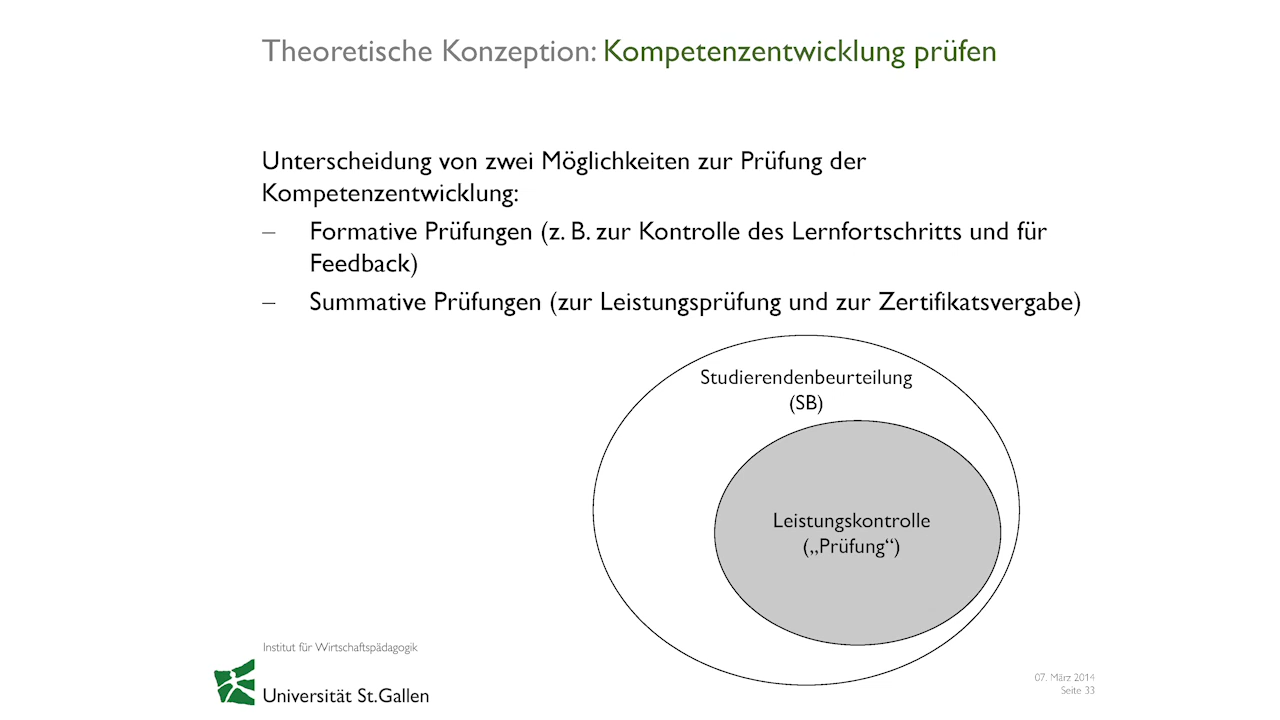 Theoretische Konzeption: Kompetenzentwicklung prüfen
Unterscheidung von zwei Möglichkeiten zur Prüfung der
Kompetenzentwicklung:
– Formative Prüfungen (z. B. zur Kontrolle des Lernfortschritts und für
Feedback)
– Summative Prüfungen (zur Leistungsprüfung und zur Zertifikatsvergabe)
Studierendenbeurteilung
(SB)
Leistungskontrolle
(„Prüfung“)
Institut für Wirtschaftspädagogik
Universität St.Gallen
07. März 2014
Seite 33